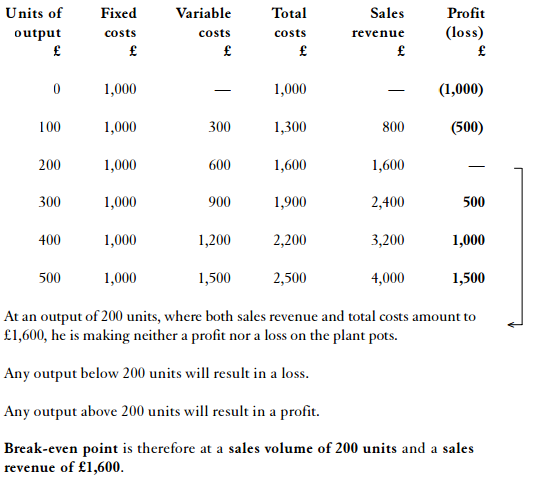 Units of Fixed Variable Total Sales Profit
output costs costs costs revenue (loss)
£ £ £ £ £ £
0 1,000 — 1,000 — (1,000)
100 1,000 300 1,300 800 (500)
200 1,000 600 1,600 1,600 —
300 1,000 900 1,900 2,400 500
400 1,000 1,200 2,200 3,200 1,000
500 1,000 1,500 2,500 4,000 1,500
At an output of 200 units, where both sales revenue and total costs amount to
£1,600, he is making neither a profit nor a loss on the plant pots.
Any output below 200 units will result in a loss.
Any output above 200 units will result in a profit.
Break-even point is therefore at a sales volume of 200 units and a sales
revenue of £1,600.